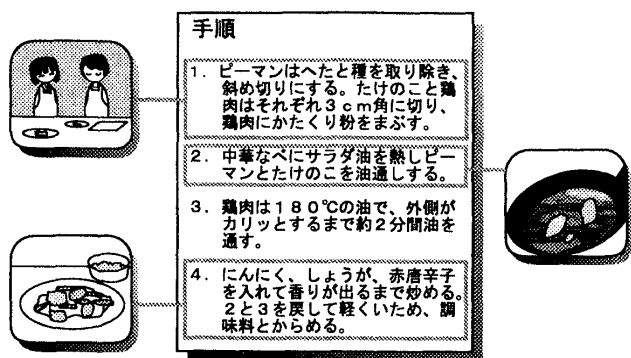 手順
1．ピーマンはへたと種を取り除き、
斜め切りにする。たけのこと鶏
肉はそれぞれ3ｃｍ角に切り、
鶏肉にかたくり粉をまぶす。
2．中華なべにサラダ油を熱しピー
マンとたけのこを油通しする。
3．鶏肉は180℃の油で、外側が
カリッとするまで約2分間油を
通す。
4．にんにく、しょうが、赤唐辛子
を入れて香りが出るまで炒める。
2と3を戻して軽くいため、調
味料とからめる。